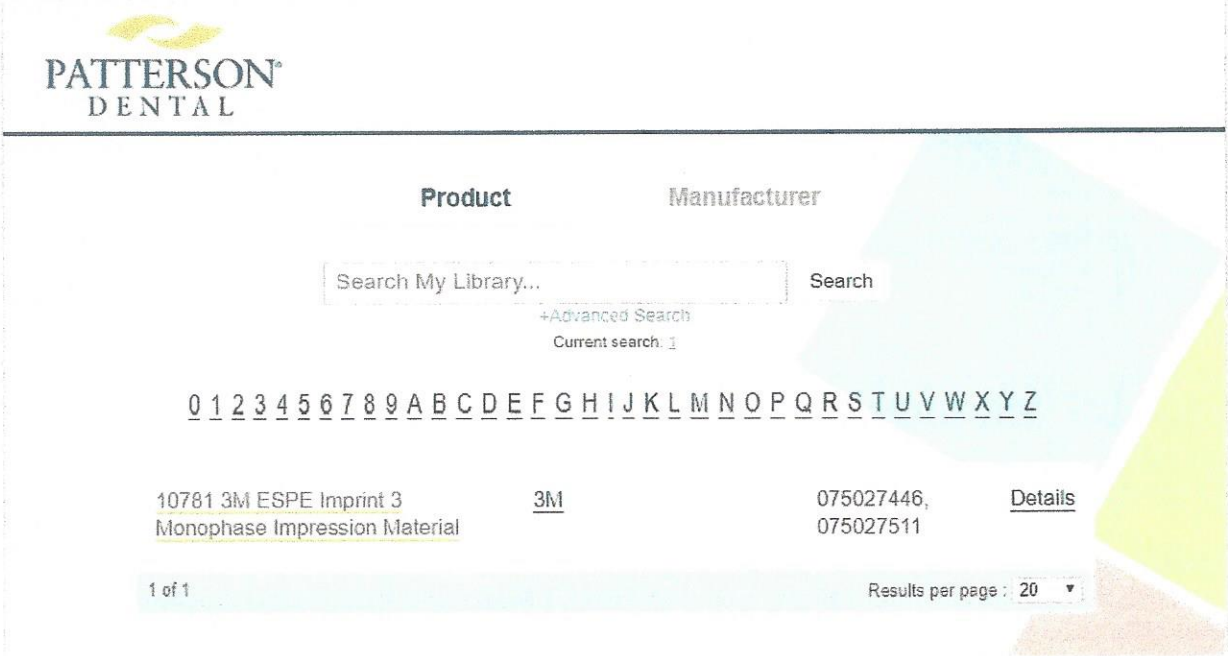 PATTERSON®
DENTAL
Product Manufacturer
Search My Library... Search
+Advanced Search
Current search: 1
0 1 2 3 4 5 6 7 8 9 A B C D E F G H I J K L M N O P Q R S T U V W X Y Z
10781 3M ESPE Imprint 3 3M 075027446, Details
Monophase Impression Material 075027511
1 of 1 Results per page : 20 ▼